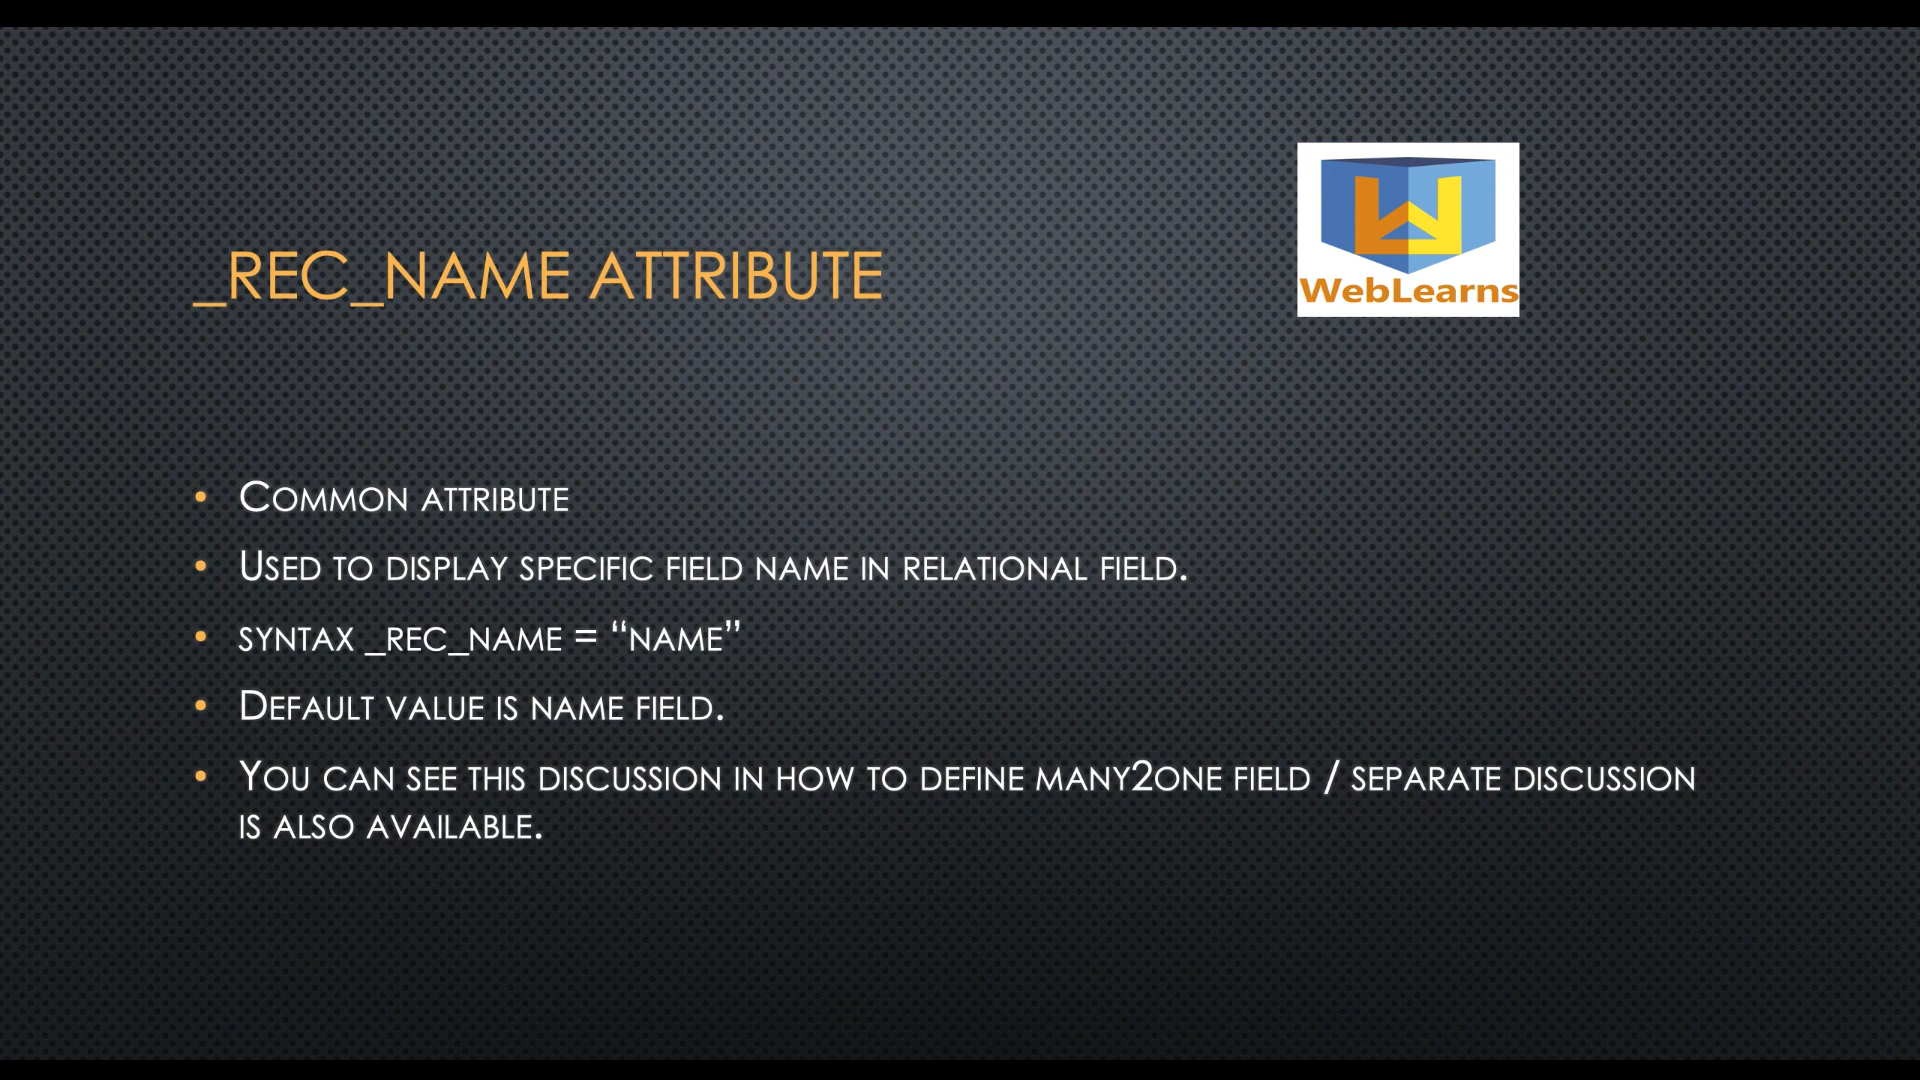 _REC_NAME ATTRIBUTE
WebLearns
• Common attribute
• Used to display specific field name in relational field.
• syntax _rec_name = “name”
• Default value is name field.
• You can see this discussion in how to define many2one field / separate discussion
is also available.